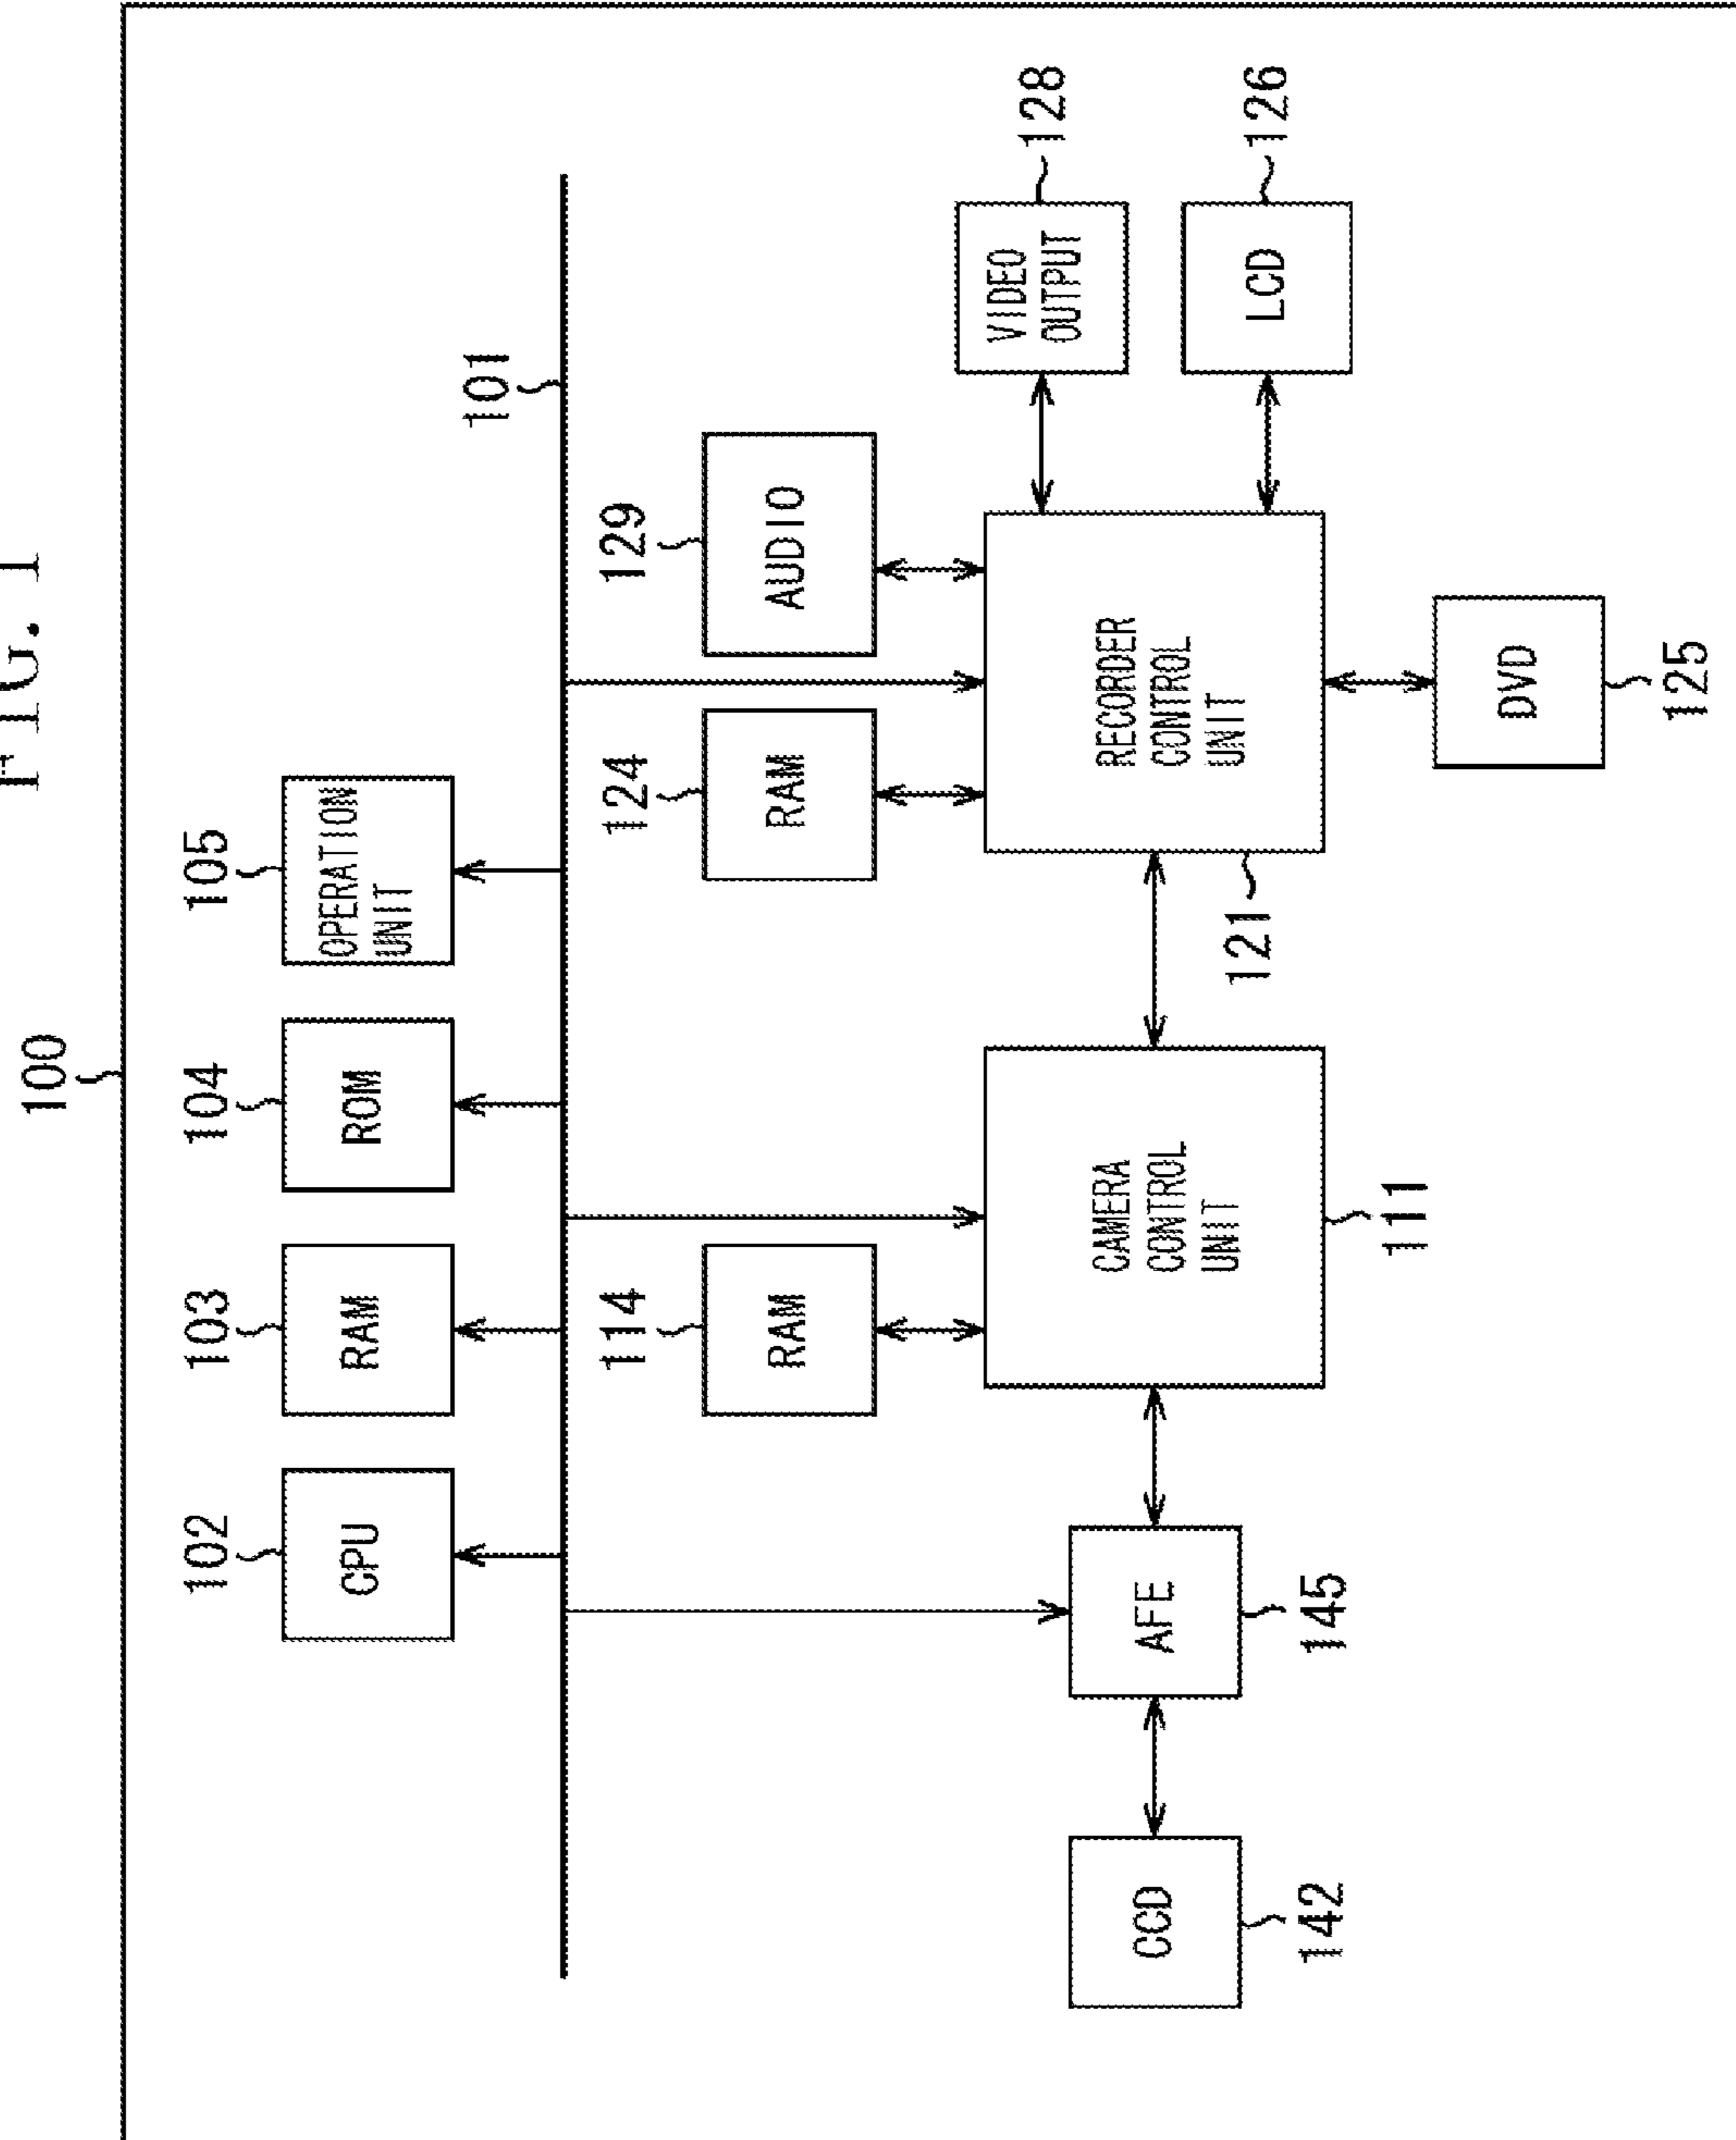 FIG. 1
100
102
103
104
105
CPU
RAM
ROM
OPERATION
UNIT
101
114
124
129
RAM
RAM
AUDIO
128
VIDEO
OUTPUT
CCD
AFE
CAMERA
CONTROL
UNIT
RECORDER
CONTROL
UNIT
126
LCD
121
142
145
111
DVD
125